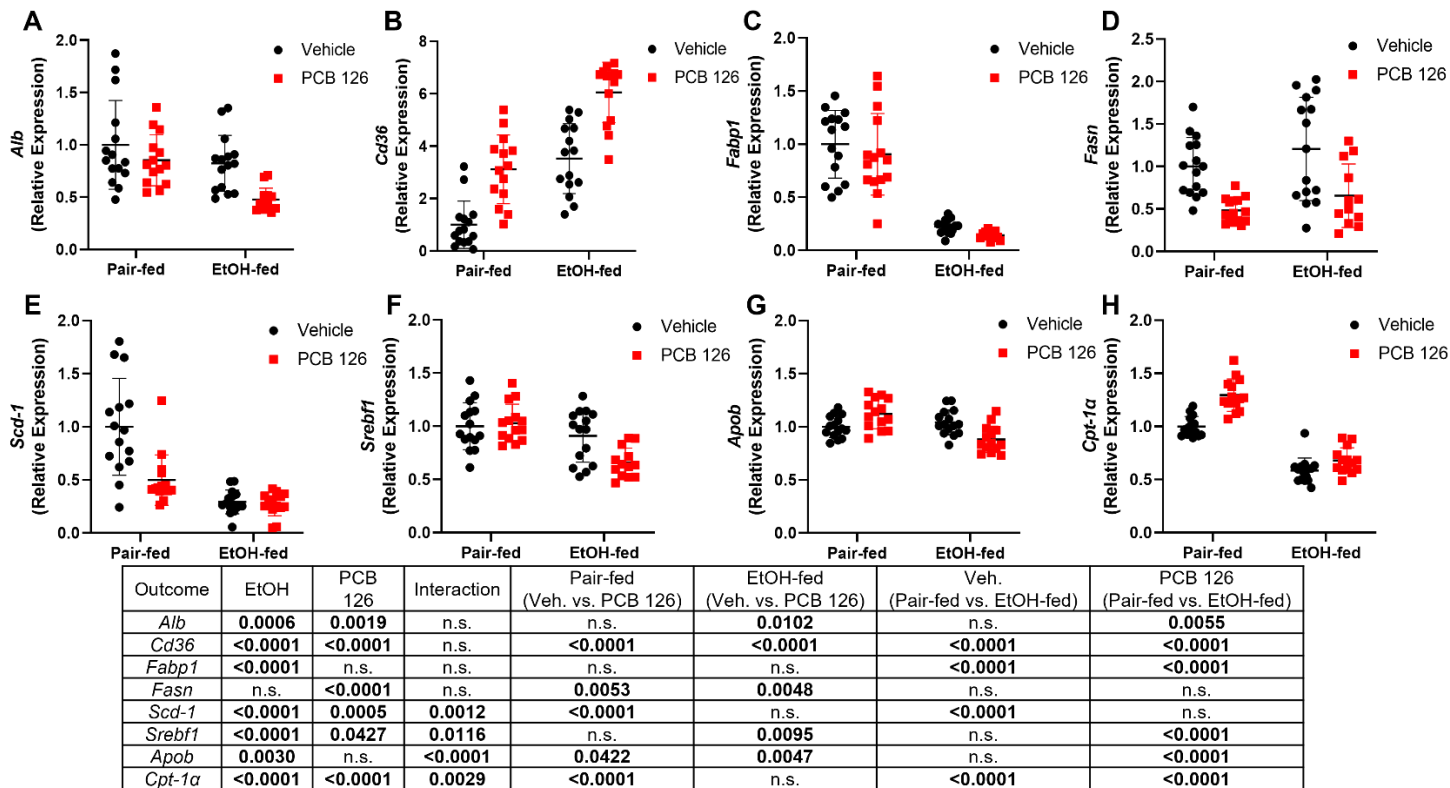 A
Alb
(Relative Expression)
2.0
1.5
1.0
0.5
0.0
Pair-fed
EtOH-fed
Vehicle
PCB 126
B
Cd36
(Relative Expression)
8
6
4
2
0
Pair-fed
EtOH-fed
Vehicle
PCB 126
C
Fabp1
(Relative Expression)
2.0
1.5
1.0
0.5
0.0
Pair-fed
EtOH-fed
Vehicle
PCB 126
D
Fasn
(Relative Expression)
2.5
2.0
1.5
1.0
0.5
0.0
Pair-fed
EtOH-fed
Vehicle
PCB 126
E
Scd-1
(Relative Expression)
2.0
1.5
1.0
0.5
0.0
Pair-fed
EtOH-fed
Vehicle
PCB 126
F
Srebf1
(Relative Expression)
2.0
1.5
1.0
0.5
0.0
Pair-fed
EtOH-fed
Vehicle
PCB 126
G
Apob
(Relative Expression)
2.0
1.5
1.0
0.5
0.0
Pair-fed
EtOH-fed
Vehicle
PCB 126
H
Cpt-1α
(Relative Expression)
2.0
1.5
1.0
0.5
0.0
Pair-fed
EtOH-fed
Vehicle
PCB 126
Outcome EtOH PCB 126 Interaction Pair-fed (Veh. vs. PCB 126) EtOH-fed (Veh. vs. PCB 126) Veh. (Pair-fed vs. EtOH-fed) PCB 126 (Pair-fed vs. EtOH-fed)
Alb 0.0006 0.0019 n.s. n.s. 0.0102 n.s. 0.0055
Cd36 <0.0001 <0.0001 n.s. <0.0001 <0.0001 <0.0001 <0.0001
Fabp1 <0.0001 n.s. n.s. n.s. n.s. <0.0001 <0.0001
Fasn n.s. <0.0001 n.s. 0.0053 0.0048 n.s. n.s.
Scd-1 <0.0001 0.0005 0.0012 <0.0001 n.s. <0.0001 n.s.
Srebf1 <0.0001 0.0427 0.0116 n.s. 0.0095 n.s. <0.0001
Apob 0.0030 n.s. <0.0001 0.0422 0.0047 n.s. <0.0001
Cpt-1α <0.0001 <0.0001 0.0029 <0.0001 n.s. <0.0001 <0.0001